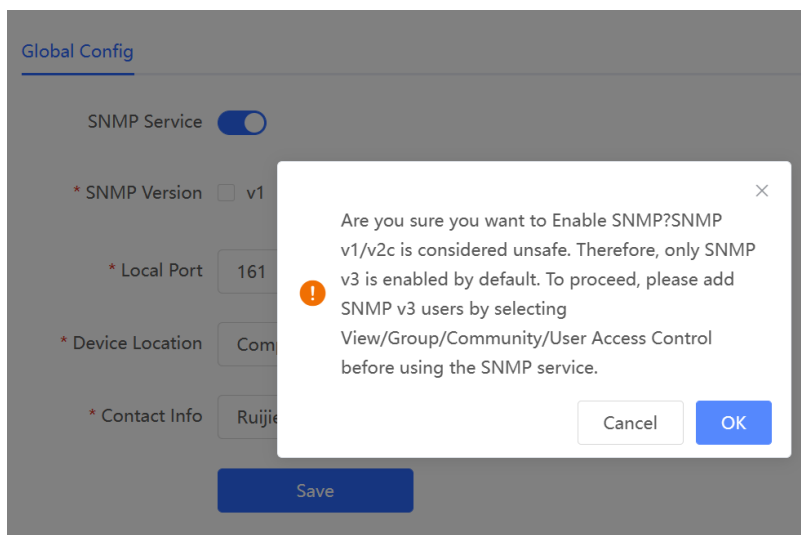 Global Config
SNMP Service
* SNMP Version v1
Are you sure you want to Enable SNMP?SNMP
v1/v2c is considered unsafe. Therefore, only SNMP
v3 is enabled by default. To proceed, please add
SNMP v3 users by selecting
View/Group/Community/User Access Control
before using the SNMP service.
Cancel OK
* Local Port 161
* Device Location
* Contact Info Ruijie
Save